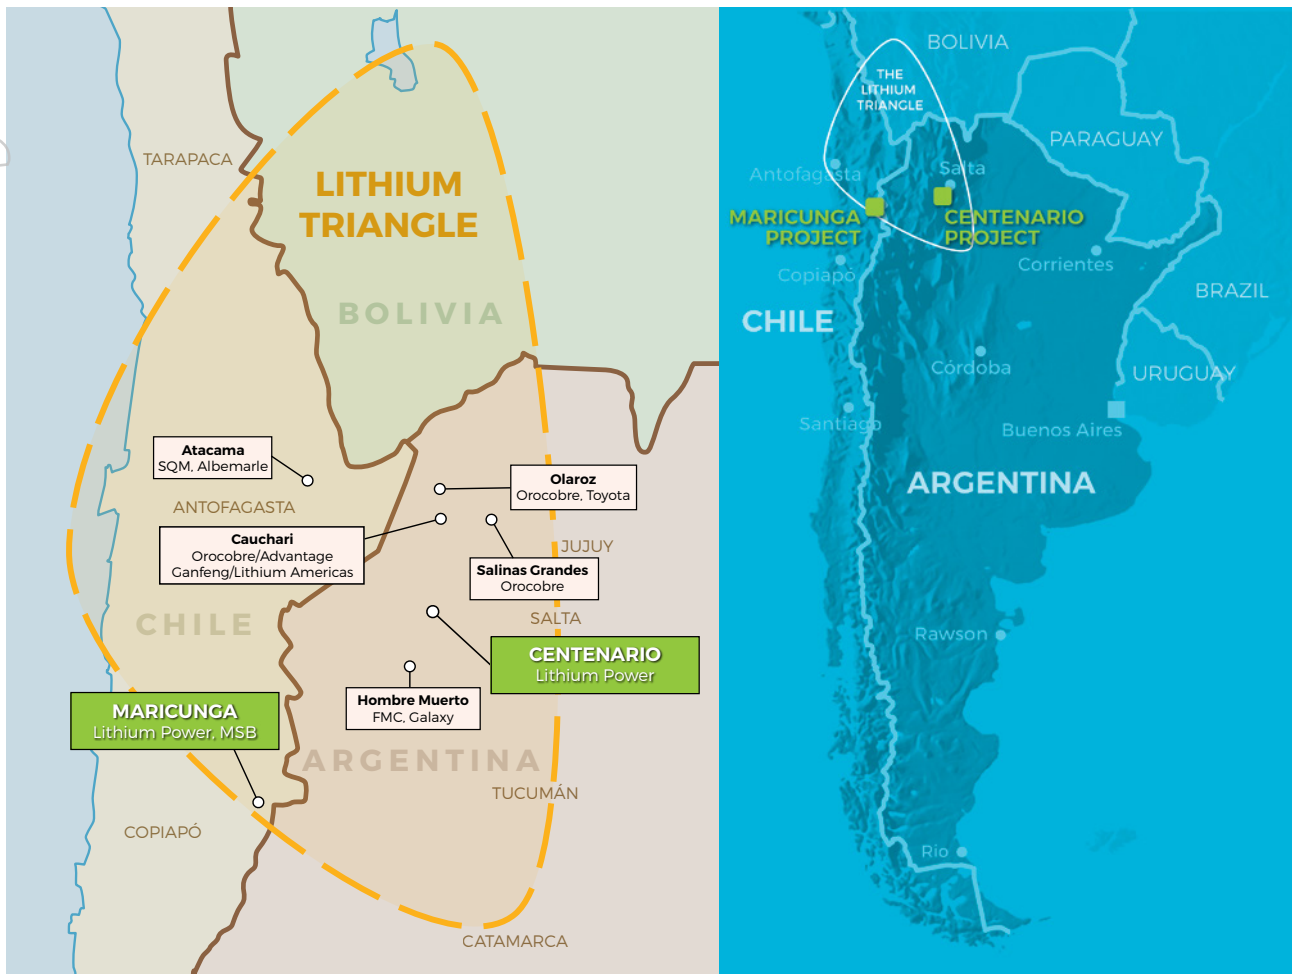 TARAPACA
LITHIUM
TRIANGLE
BOLIVIA
Atacama
SQM, Albemarle
ANTOFAGASTA
Olaroz
Orocobre, Toyota
Cauchari
Orocobre/Advantage
Ganfeng/Lithium Americas
JUJUY
Salinas Grandes
Orocobre
CHILE
SALTA
CENTENARIO
Lithium Power
Hombre Muerto
FMC, Galaxy
MARICUNGA
Lithium Power, MSB
ARGENTINA
TUCUMÁN
COPIAPÓ
CATAMARCA
BOLIVIA
THE
LITHIUM
TRIANGLE
PARAGUAY
Antofagasta
Salta
MARICUNGA
PROJECT
CENTENARIO
PROJECT
Copiapó
Corrientes
BRAZIL
CHILE
Córdoba
URUGUAY
Santiago
Buenos Aires
ARGENTINA
Rawson
Rio